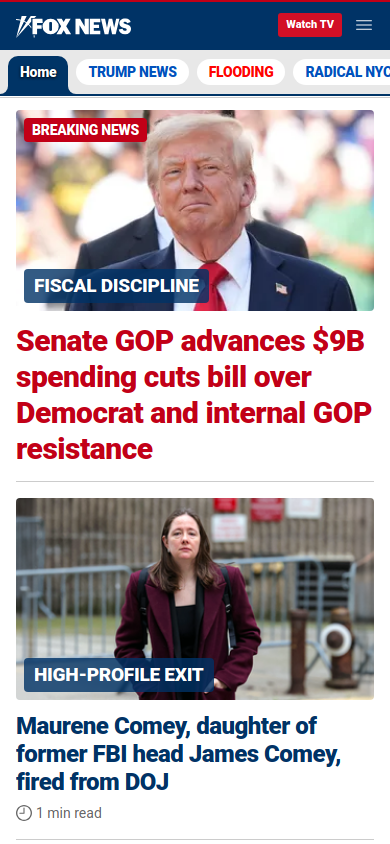 FOX NEWS
Watch TV
Home
TRUMP NEWS
FLOODING
RADICAL NYC
BREAKING NEWS
FISCAL DISCIPLINE
Senate GOP advances $9B
spending cuts bill over
Democrat and internal GOP
resistance
HIGH-PROFILE EXIT
Maurene Comey, daughter of
former FBI head James Comey,
fired from DOJ
1 min read